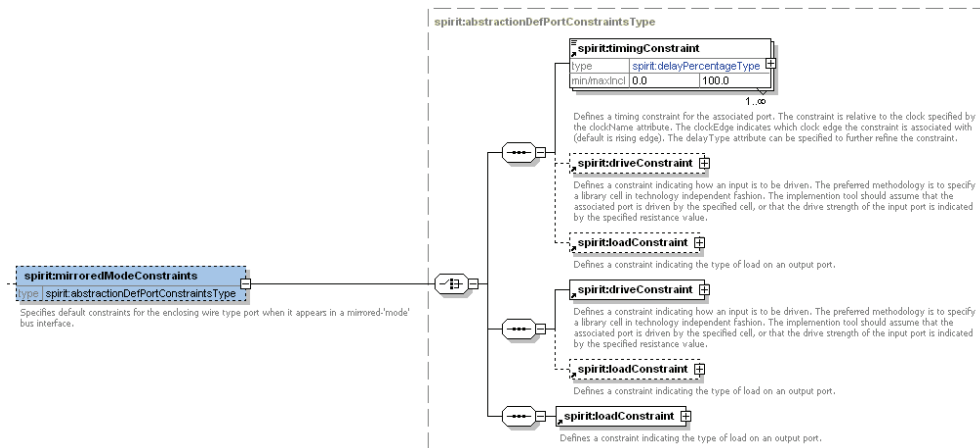 spirit:abstractionDefPortConstraintsType
spirit:timingConstraint
type spirit:delayPercentageType
min/maxIncl 0.0 100.0
1..∞
Defines a timing constraint for the associated port. The constraint is relative to the clock specified by
the clockName attribute. The clockEdge indicates which clock edge the constraint is associated with
(default is rising edge). The delayType attribute can be specified to further refine the constraint.
spirit:driveConstraint
Defines a constraint indicating how an input is to be driven. The preferred methodology is to specify
a library cell in technology independent fashion. The implemention tool should assume that the
associated port is driven by the specified cell, or that the drive strength of the input port is indicated
by the specified resistance value.
spirit:loadConstraint
Defines a constraint indicating the type of load on an output port.
spirit:mirroredModeConstraints
type spirit:abstractionDefPortConstraintsType
Specifies default constraints for the enclosing wire type port when it appears in a mirrored-'mode'
bus interface.
spirit:driveConstraint
Defines a constraint indicating how an input is to be driven. The preferred methodology is to specify
a library cell in technology independent fashion. The implemention tool should assume that the
associated port is driven by the specified cell, or that the drive strength of the input port is indicated
by the specified resistance value.
spirit:loadConstraint
Defines a constraint indicating the type of load on an output port.
spirit:loadConstraint
Defines a constraint indicating the type of load on an output port.